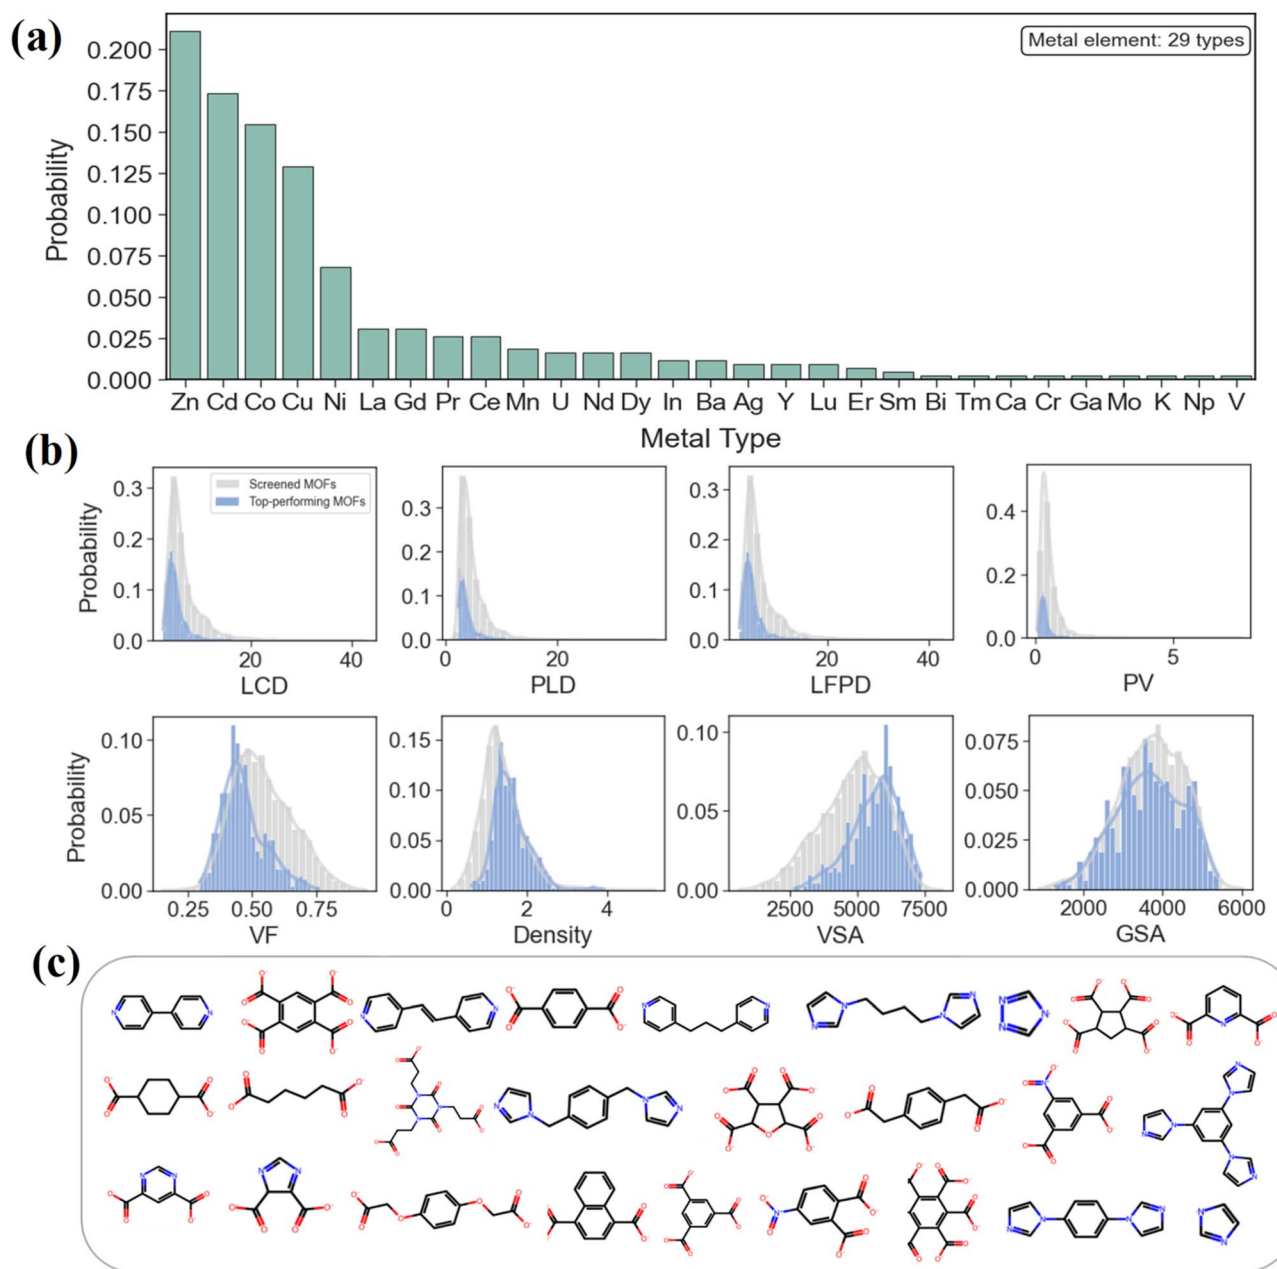 (a)
Metal element: 29 types
Probability
0.200
0.175
0.150
0.125
0.100
0.075
0.050
0.025
0.000
Zn Cd Co Cu Ni La Gd Pr Ce Mn U Nd Dy In Ba Ag Y Lu Er Sm Bi Tm Ca Cr Ga Mo K Np V
Metal Type
(b)
Screened MOFs
Top-performing MOFs
Probability
0.3
0.2
0.1
0.0
20 40
LCD
0.3
0.2
0.1
0.0
0 20
PLD
0.3
0.2
0.1
0.0
20 40
LFPD
0.4
0.2
0.0
0 5
PV
Probability
0.10
0.05
0.00
0.25 0.50 0.75
VF
0.15
0.10
0.05
0.00
0 2 4
Density
0.10
0.05
0.00
2500 5000 7500
VSA
0.075
0.050
0.025
0.000
2000 4000 6000
GSA
(c)